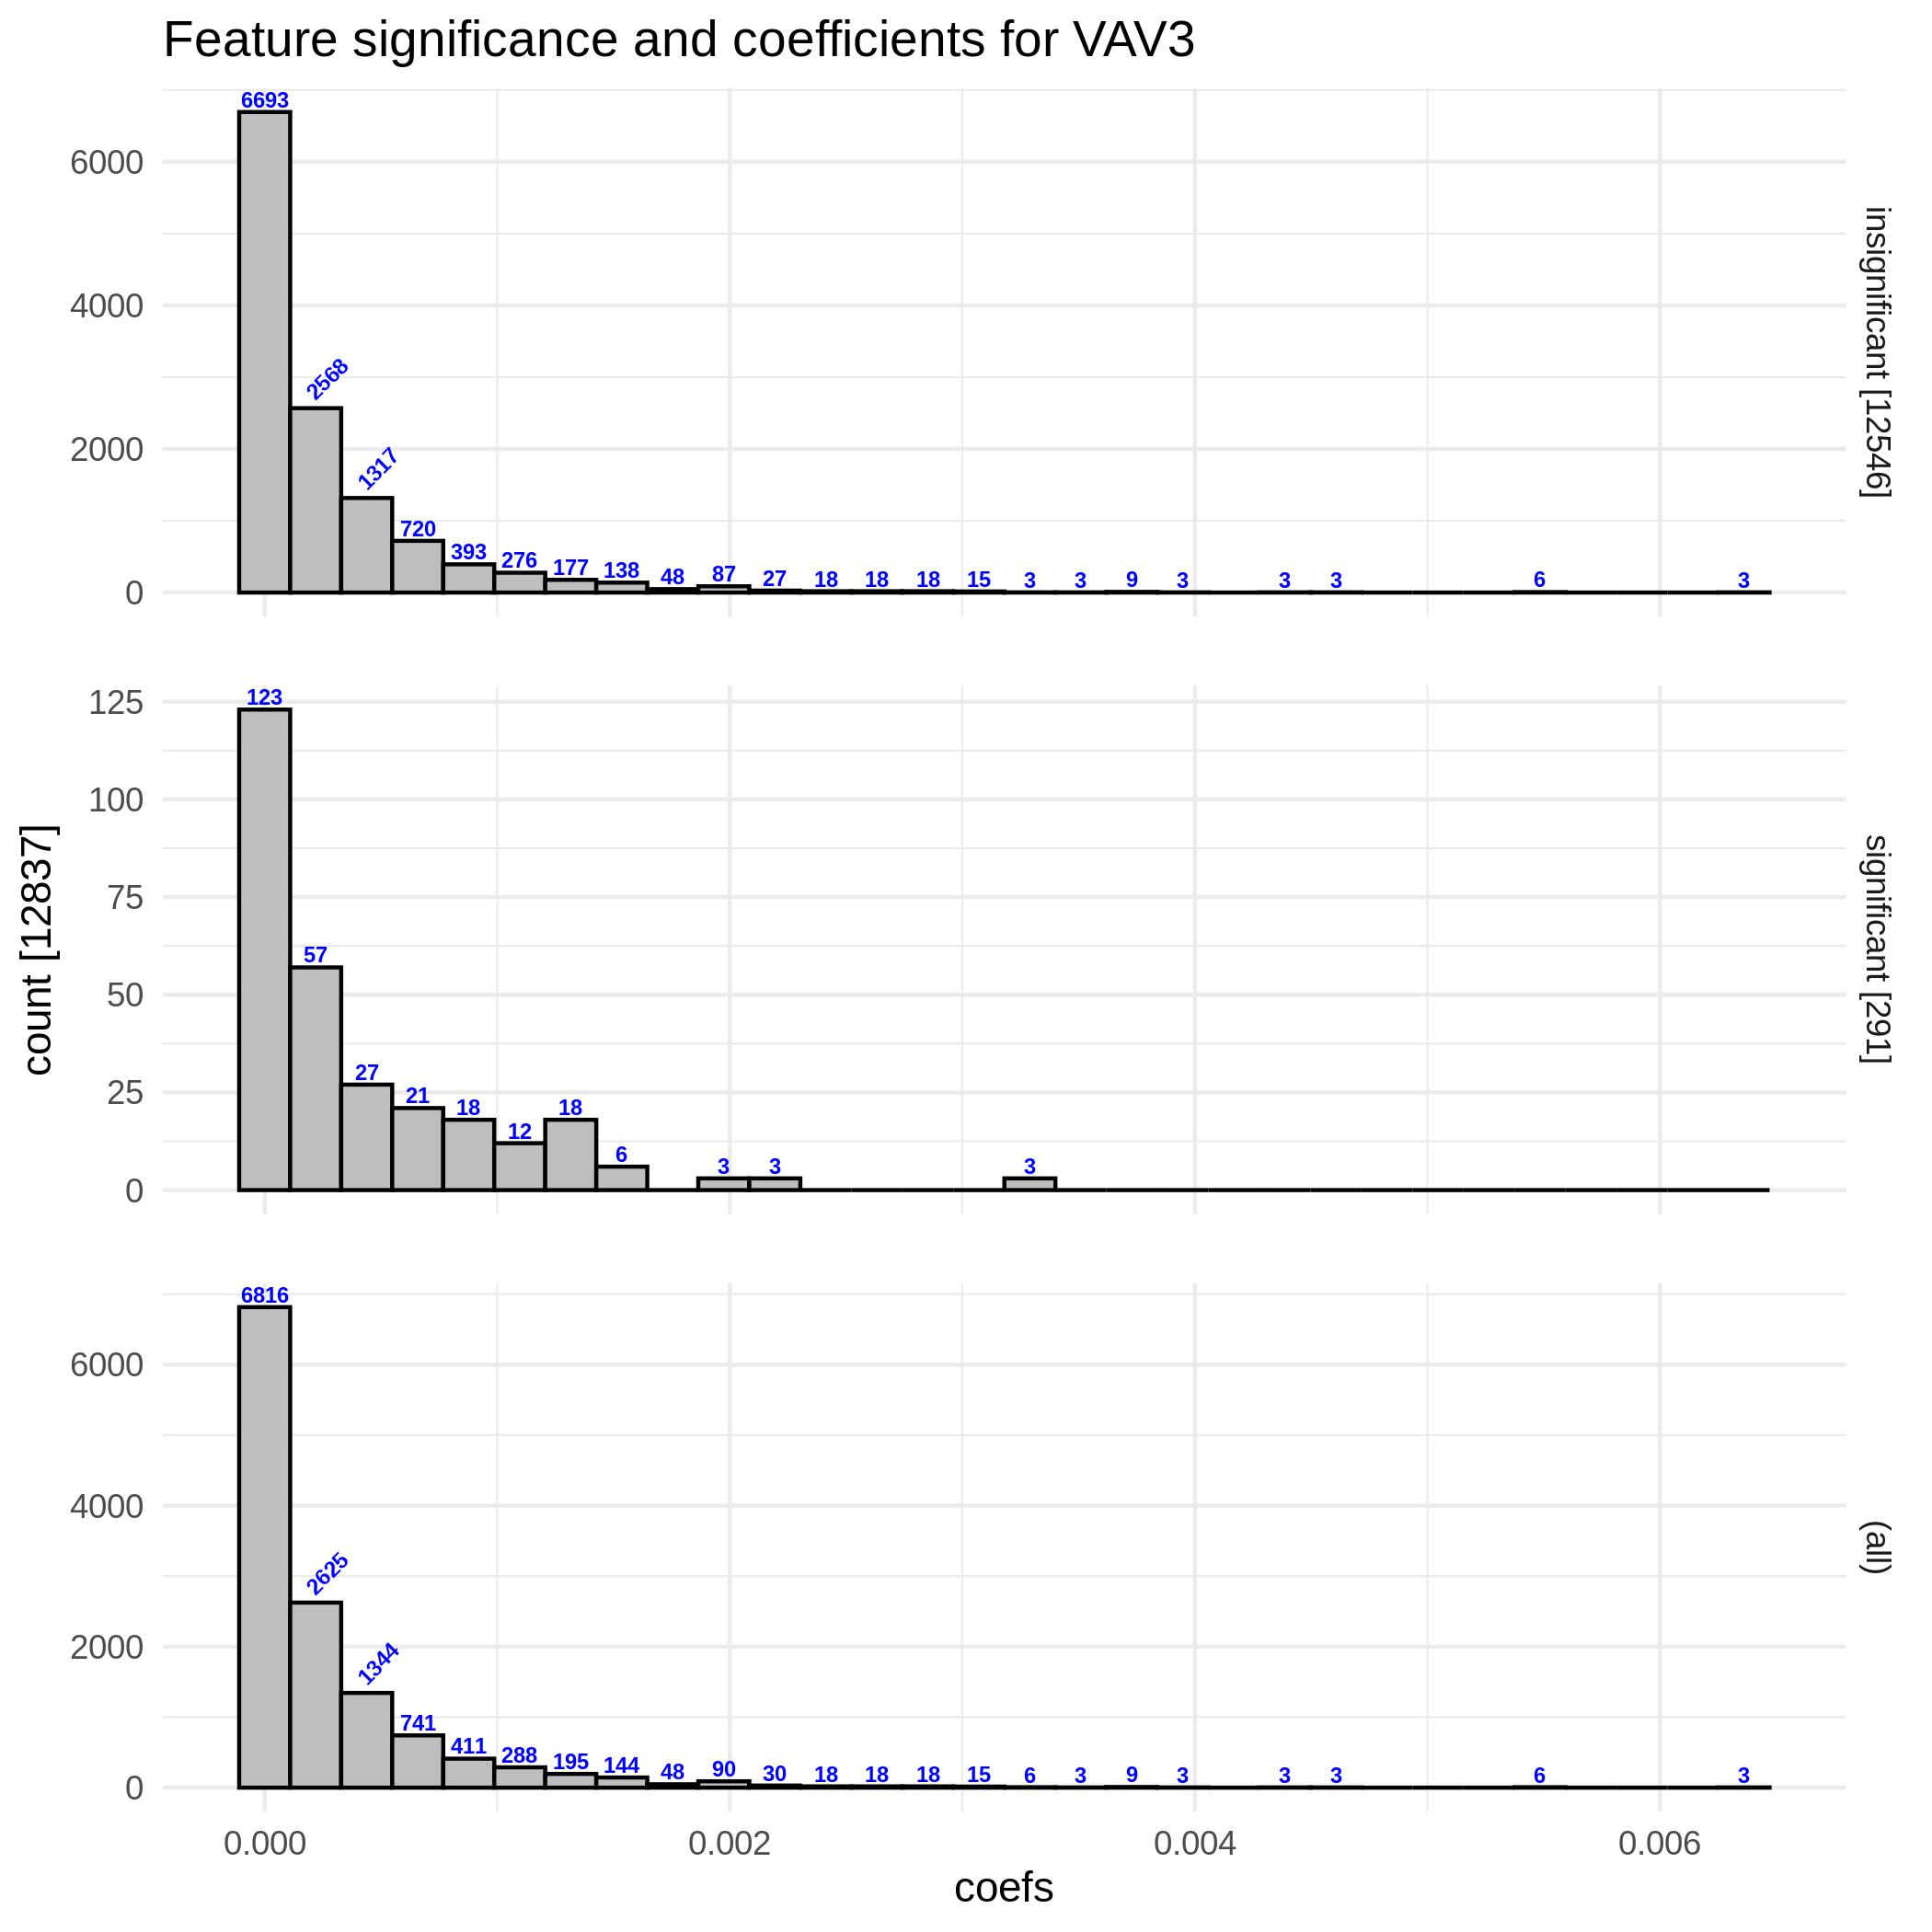 Feature significance and coefficients for VAV3
6693
6000
4000
2568
2000
1317
720
393 276 177 138 48 87 27 18 18 18 15 3 3 9 3 3 3 6 3
0
insignificant [12546]
count [12837]
125
123
100
75
57
50
27
25
21 18 12 18 6 3 3 3
0
significant [291]
6816
6000
4000
2625
2000
1344
741
411 288 195 144 48 90 30 18 18 18 15 6 3 9 3 3 3 6 3
0
(all)
0.000 0.002 0.004 0.006
coefs